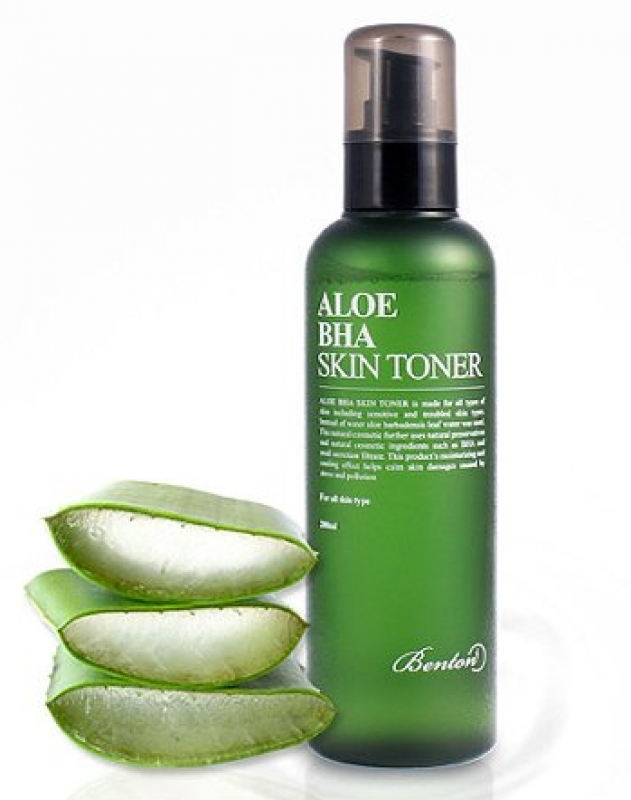 ALOE
BHA
SKIN TONER
ALOE BHA SKIN TONER is made for all types of
skin including sensitive and troubled skin types.
Instead of water aloe barbadensis leaf water was used.
This natural cosmetic further uses natural preservatives
and natural cosmetic ingredients such as BHA and
snail secretion filtrate. This product's moisturizing and
cooling effect helps calm skin damages caused by
stress and pollution
For all skin type
200ml
Benton